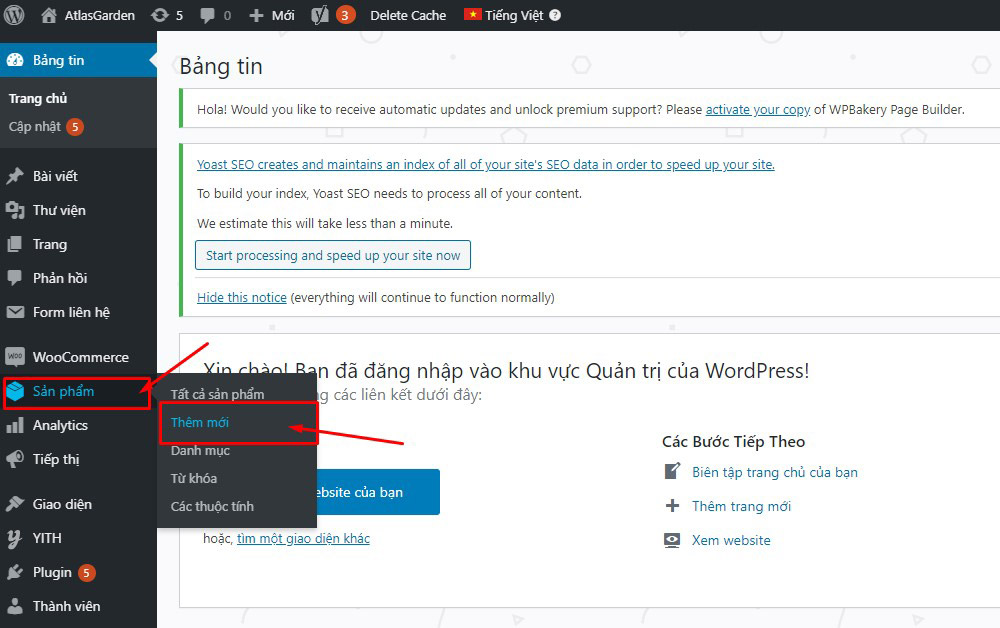 AtlasGarden 5 0 Mới 3 Delete Cache Tiếng Việt
Bảng tin
Trang chủ
Cập nhật 5
Bài viết
Thư viện
Trang
Phản hồi
Form liên hệ
WooCommerce
Sản phẩm
Analytics
Tiếp thị
Giao diện
YITH
Plugin 5
Thành viên
Tất cả sản phẩm
Thêm mới
Danh mục
Từ khóa
Các thuộc tính
Bảng tin
Hola! Would you like to receive automatic updates and unlock premium support? Please activate your copy of WPBakery Page Builder.
Yoast SEO creates and maintains an index of all of your site's SEO data in order to speed up your site.
To build your index, Yoast SEO needs to process all of your content.
We estimate this will take less than a minute.
Start processing and speed up your site now
Hide this notice (everything will continue to function normally)
Xin chào! Bạn đã đăng nhập vào khu vực Quản trị của WordPress!
các liên kết dưới đây:
website của bạn
hoặc, tìm một giao diện khác
Các Bước Tiếp Theo
Biên tập trang chủ của bạn
Thêm trang mới
Xem website